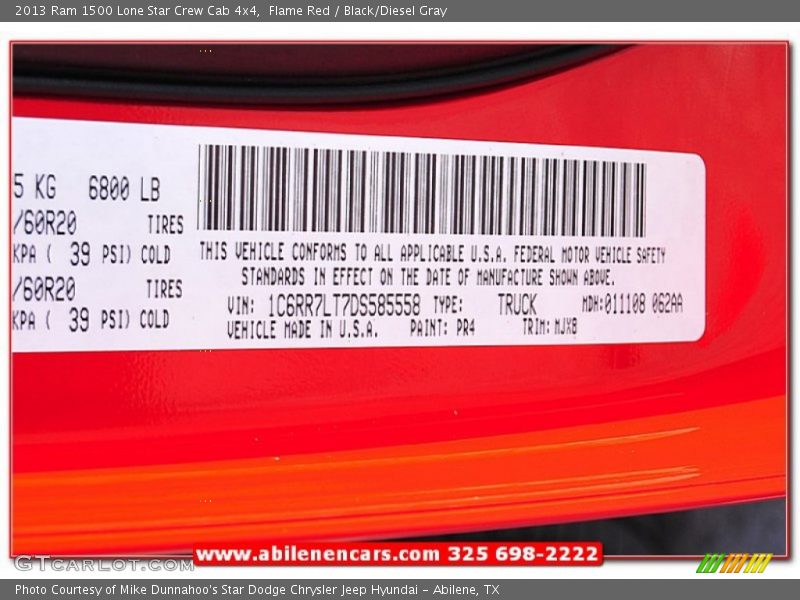 2013 Ram 1500 Lone Star Crew Cab 4x4,  Flame Red / Black/Diesel Gray
5 KG 6800 LB
/60R20 TIRES
KPA ( 39 PSI) COLD
/60R20 TIRES
KPA ( 39 PSI) COLD
THIS VEHICLE CONFORMS TO ALL APPLICABLE U.S.A. FEDERAL MOTOR VEHICLE SAFETY
STANDARDS IN EFFECT ON THE DATE OF MANUFACTURE SHOWN ABOVE.
VIN: 1C6RR7LT7DS585558 TYPE: TRUCK MDH:011108 062AA
VEHICLE MADE IN U.S.A. PAINT: PR4 TRIM: MJX8
www.abilenencars.com 325 698-2222
GTCARLOT.COM
Photo Courtesy of Mike Dunnahoo's Star Dodge Chrysler Jeep Hyundai - Abilene, TX